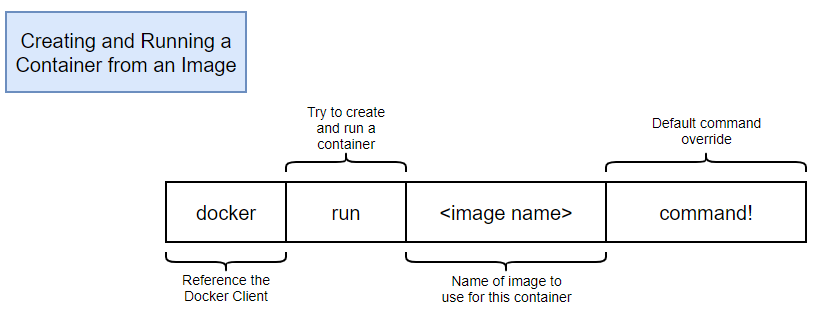 Creating and Running a
Container from an Image
Try to create
and run a
container
Default command
override
docker
run
<image name>
command!
Reference the
Docker Client
Name of image to
use for this container